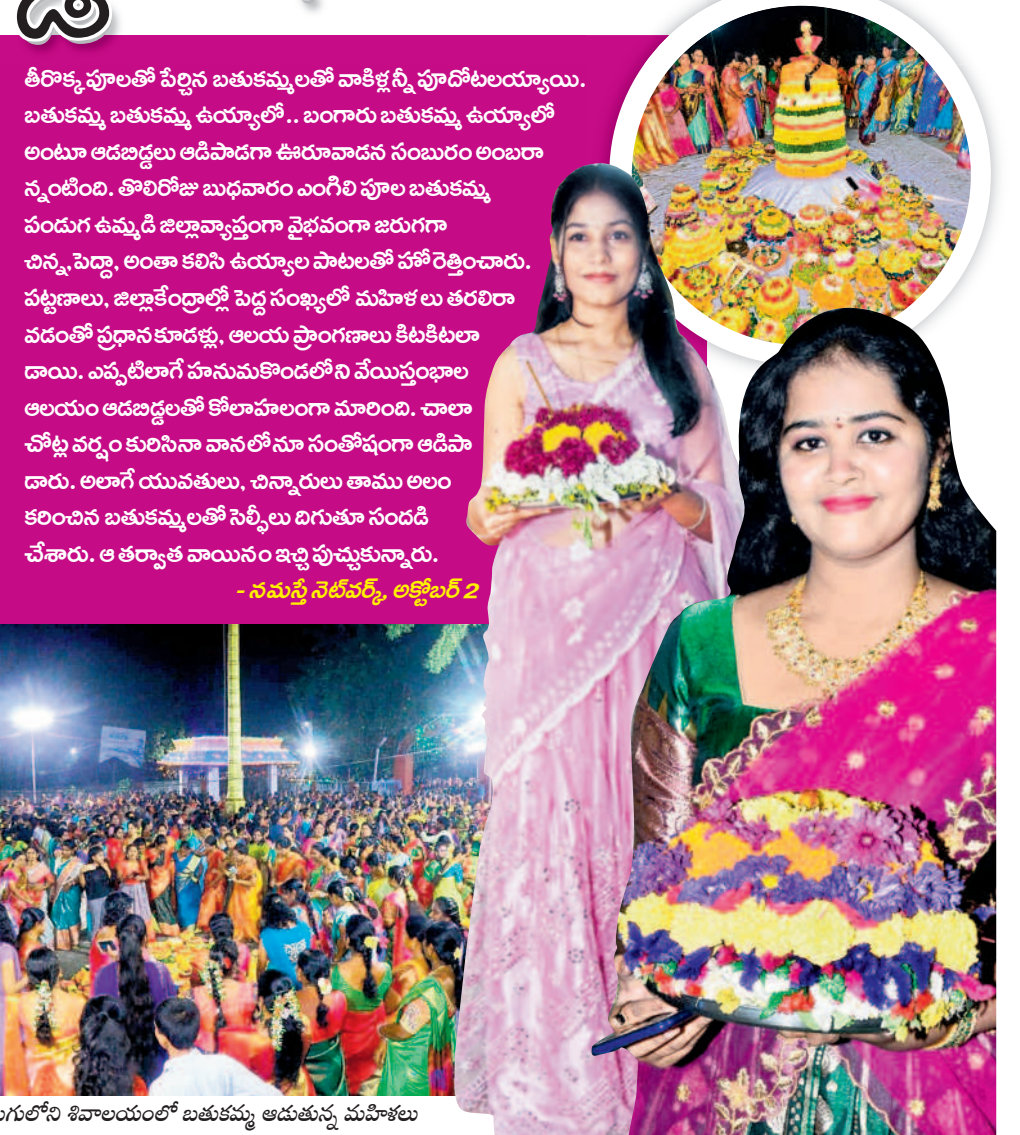 తీరొక్క పూలతో పేర్చిన బతుకమ్మలతో వాకిళ్లన్నీ పూదోటలయ్యాయి.
బతుకమ్మ బతుకమ్మ ఉయ్యాలో.. బంగారు బతుకమ్మ ఉయ్యాలో
అంటూ ఆడబిడ్డలు ఆడిపాడగా ఊరూవాడన సంబురం అంబరా
న్నంటింది. తొలిరోజు బుధవారం ఎంగిలి పూల బతుకమ్మ
పండుగ ఉమ్మడి జిల్లావ్యాప్తంగా వైభవంగా జరుగగా
చిన్న,పెద్దా, అంతా కలిసి ఉయ్యాల పాటలతో హోరెత్తించారు.
పట్టణాలు, జిల్లాకేంద్రాల్లో పెద్ద సంఖ్యలో మహిళ లు తరలిరా
వడంతో ప్రధానకూడళ్లు, ఆలయ ప్రాంగణాలు కిటకిటలా
డాయి. ఎప్పటిలాగే హనుమకొండలోని వేయిస్తంభాల
ఆలయం ఆడబిడ్డలతో కోలాహలంగా మారింది. చాలా
చోట్ల వర్షం కురిసినా వానలోనూ సంతోషంగా ఆడిపా
డారు. అలాగే యువతులు, చిన్నారులు తాము అలం
కరించిన బతుకమ్మలతో సెల్ఫీలు దిగుతూ సందడి
చేశారు. ఆ తర్వాత వాయినం ఇచ్చి పుచ్చుకున్నారు.
- నమస్తే నెట్‌వర్క్, అక్టోబర్ 2
శివాలయంలో బతుకమ్మ ఆడుతున్న మహిళలు